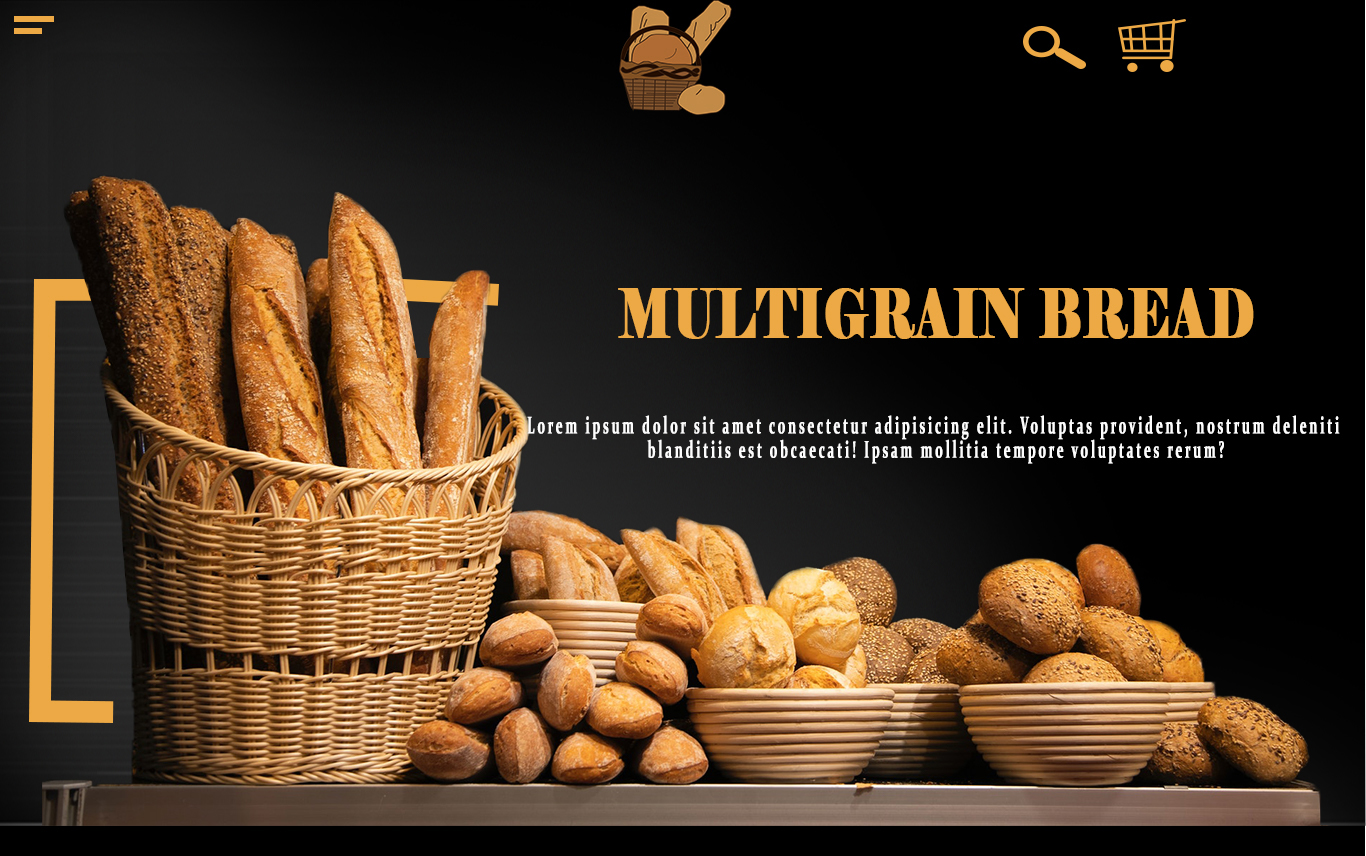 MULTIGRAIN BREAD
Lorem ipsum dolor sit amet consectetur adipisicing elit. Voluptas provident, nostrum deleniti
blanditiis est obcaecati! Ipsam mollitia tempore voluptates rerum?